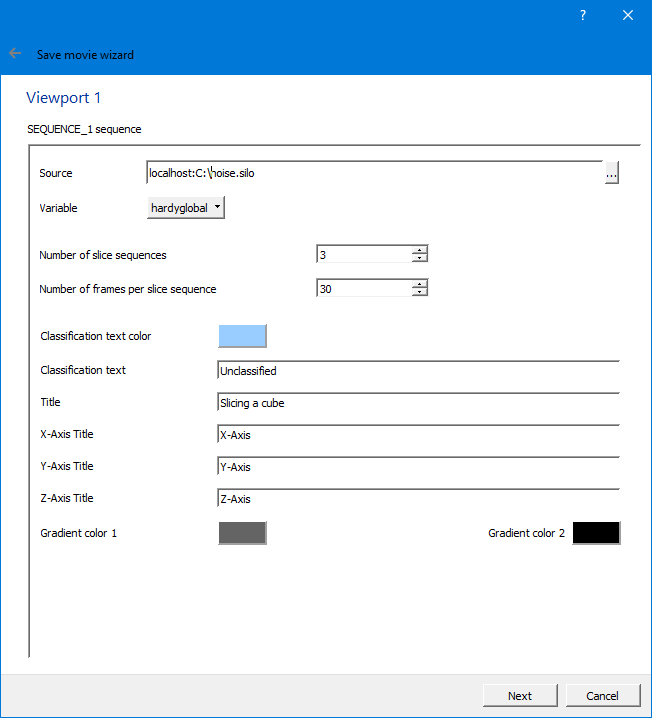 ?
Save movie wizard
Viewport 1
SEQUENCE_1 sequence
Source localhost:C:\noise.silo ...
Variable hardyglobal
Number of slice sequences 3
Number of frames per slice sequence 30
Classification text color
Classification text Unclassified
Title Slicing a cube
X-Axis Title X-Axis
Y-Axis Title Y-Axis
Z-Axis Title Z-Axis
Gradient color 1 Gradient color 2
Next Cancel